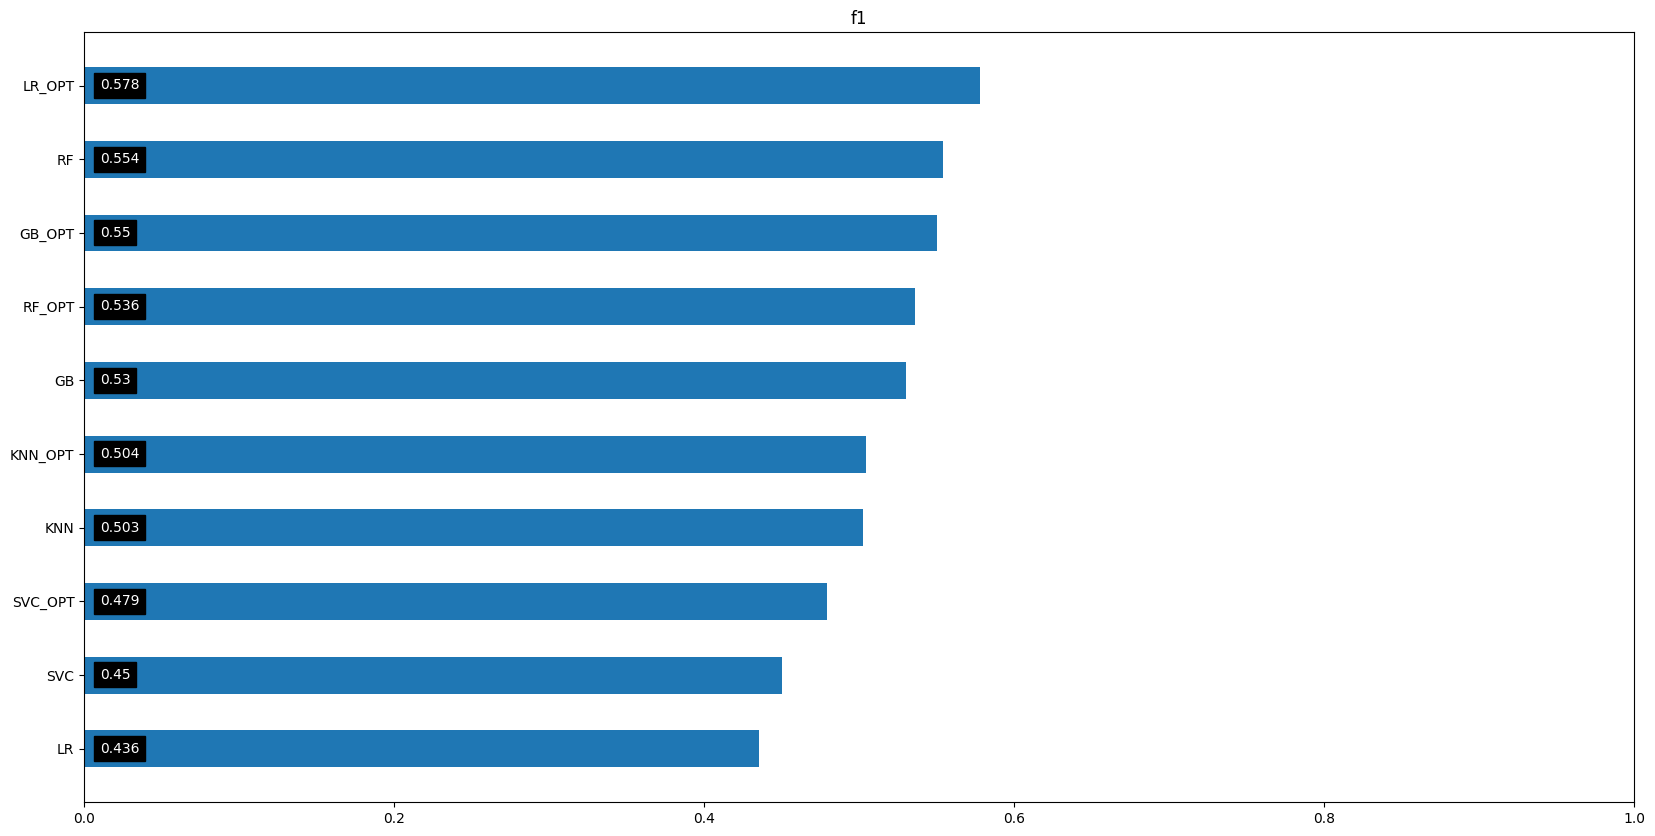 f1
LR_OPT 0.578
RF 0.554
GB_OPT 0.55
RF_OPT 0.536
GB 0.53
KNN_OPT 0.504
KNN 0.503
SVC_OPT 0.479
SVC 0.45
LR 0.436
0.0 0.2 0.4 0.6 0.8 1.0